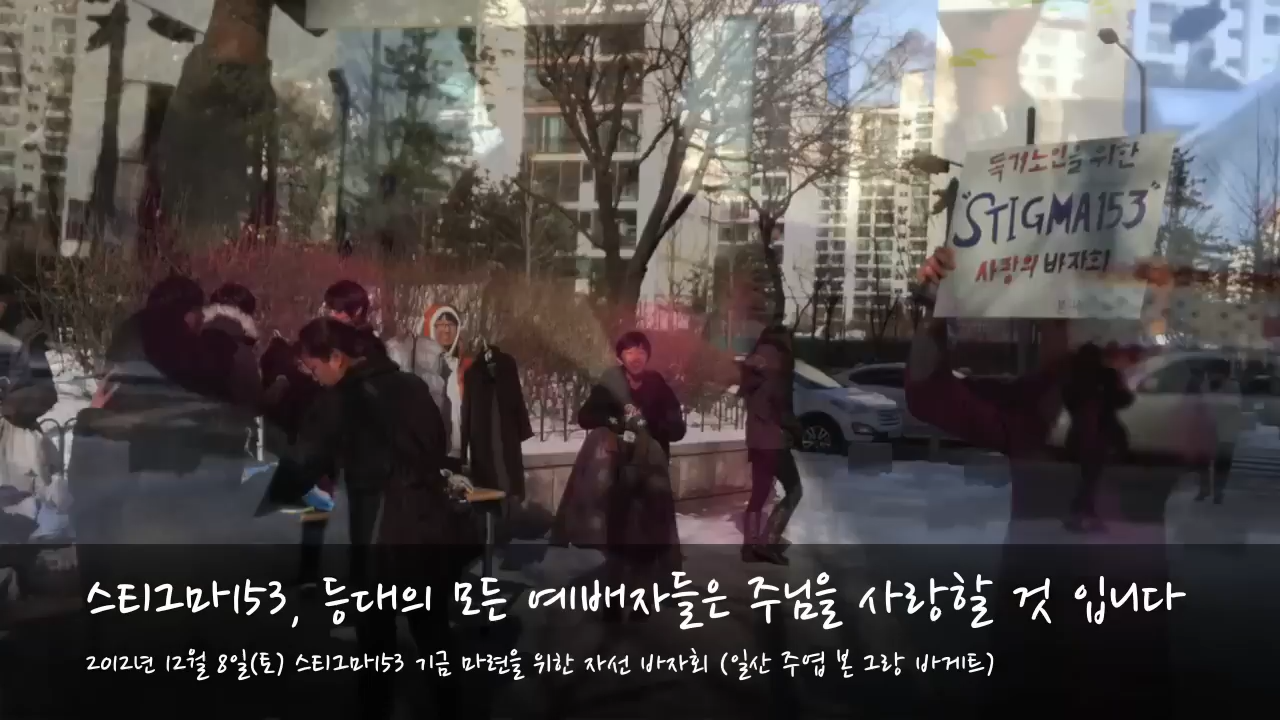 독거노인을 위한
"STIGMA153"
사랑의 바자회
스티그마153, 등대의 모든 예배자들은 주님을 사랑할 것 입니다
2012년 12월 8일(토) 스티그마153 기금 마련을 위한 자선 바자회 (일산 주엽 본 그랑 바게트)